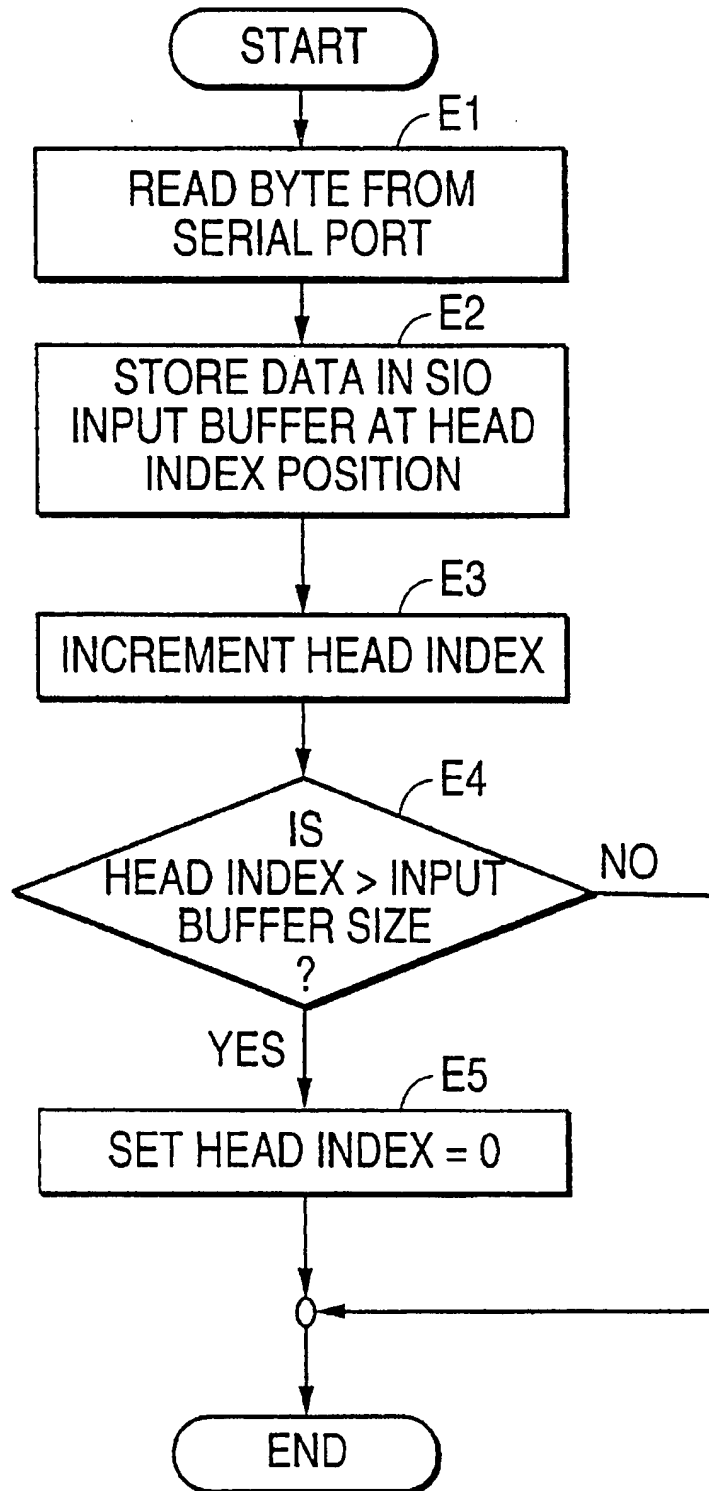 START
E1
READ BYTE FROM
SERIAL PORT
E2
STORE DATA IN SIO
INPUT BUFFER AT HEAD
INDEX POSITION
E3
INCREMENT HEAD INDEX
E4
IS
HEAD INDEX > INPUT
BUFFER SIZE
?
NO
YES
E5
SET HEAD INDEX = 0
END